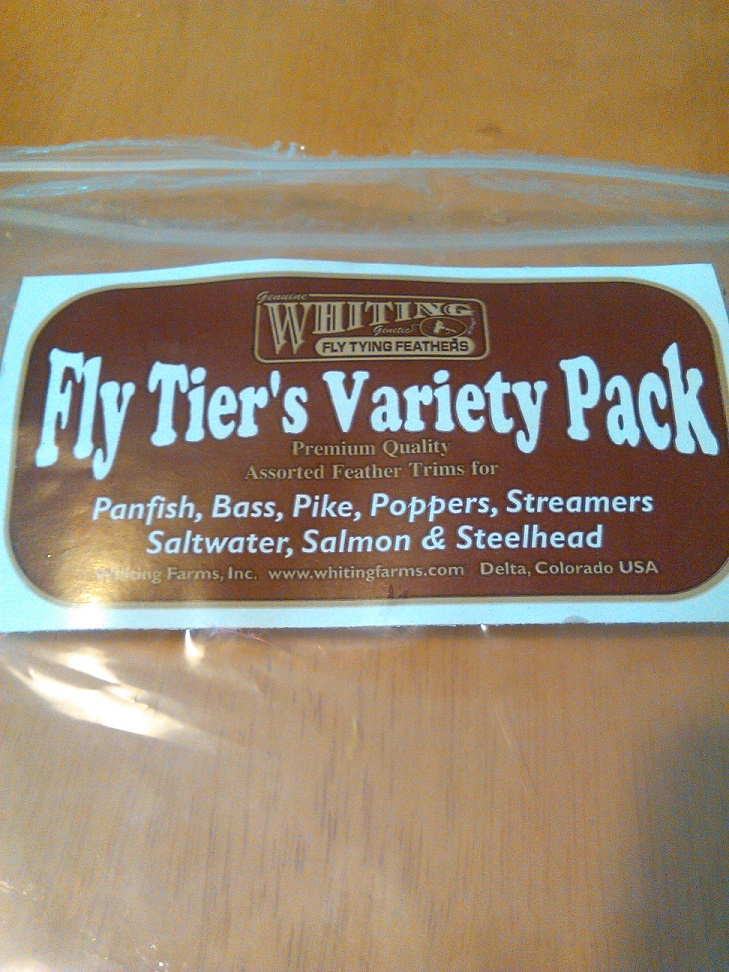 Genuine
WHITING
Genetic
FLY TYING FEATHERS
Fly Tier's Variety Pack
Premium Quality
Assorted Feather Trims for
Panfish, Bass, Pike, Poppers, Streamers
Saltwater, Salmon & Steelhead
Whiting Farms, Inc. www.whitingfarms.com Delta, Colorado USA